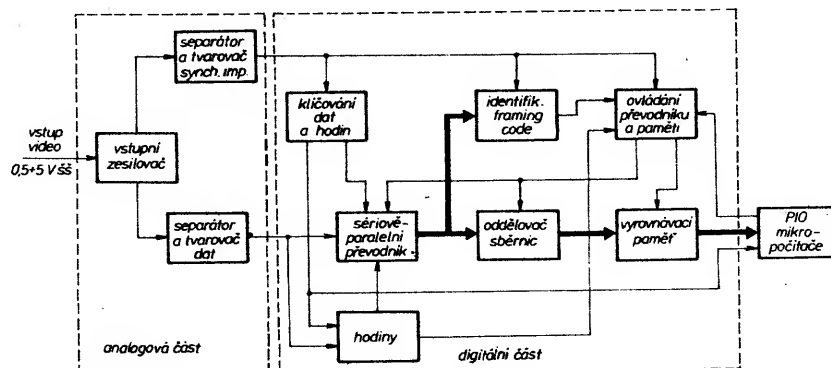 separátor
a tvarovač
synch. imp.
klíčování
dat
a hodin
identifik.
framing
code
ovládání
převodníku
a paměti
vstup
video
0,5÷5 V šš
vstupní
zesilovač
separátor
a tvarovač
dat
sériově-
paralelní
převodník
oddělovač
sběrnic
vyrovnávací
paměť
PIO
mikro-
počítače
hodiny
analogová část
digitální část